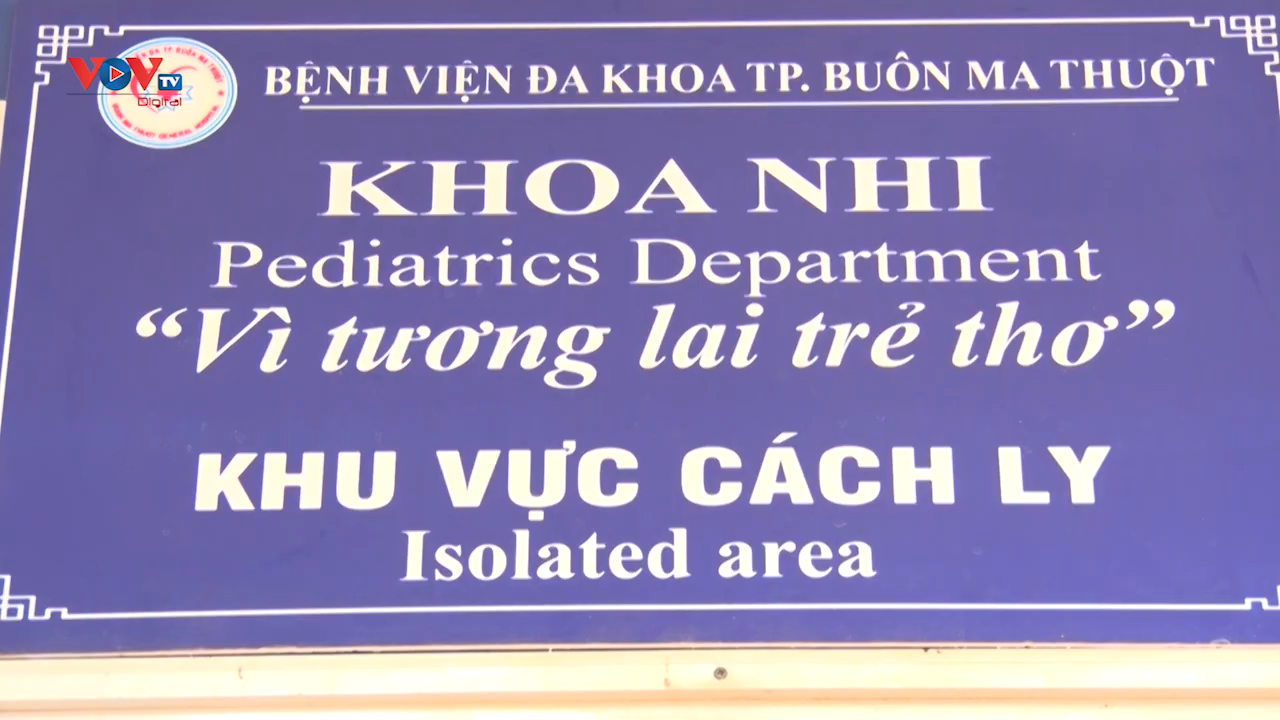 VOV TV
Digital
BỆNH VIỆN ĐA KHOA TP. BUÔN MA THUỘT
KHOA NHI
Pediatrics Department
“Vì tương lai trẻ thơ”
KHU VỰC CÁCH LY
Isolated area